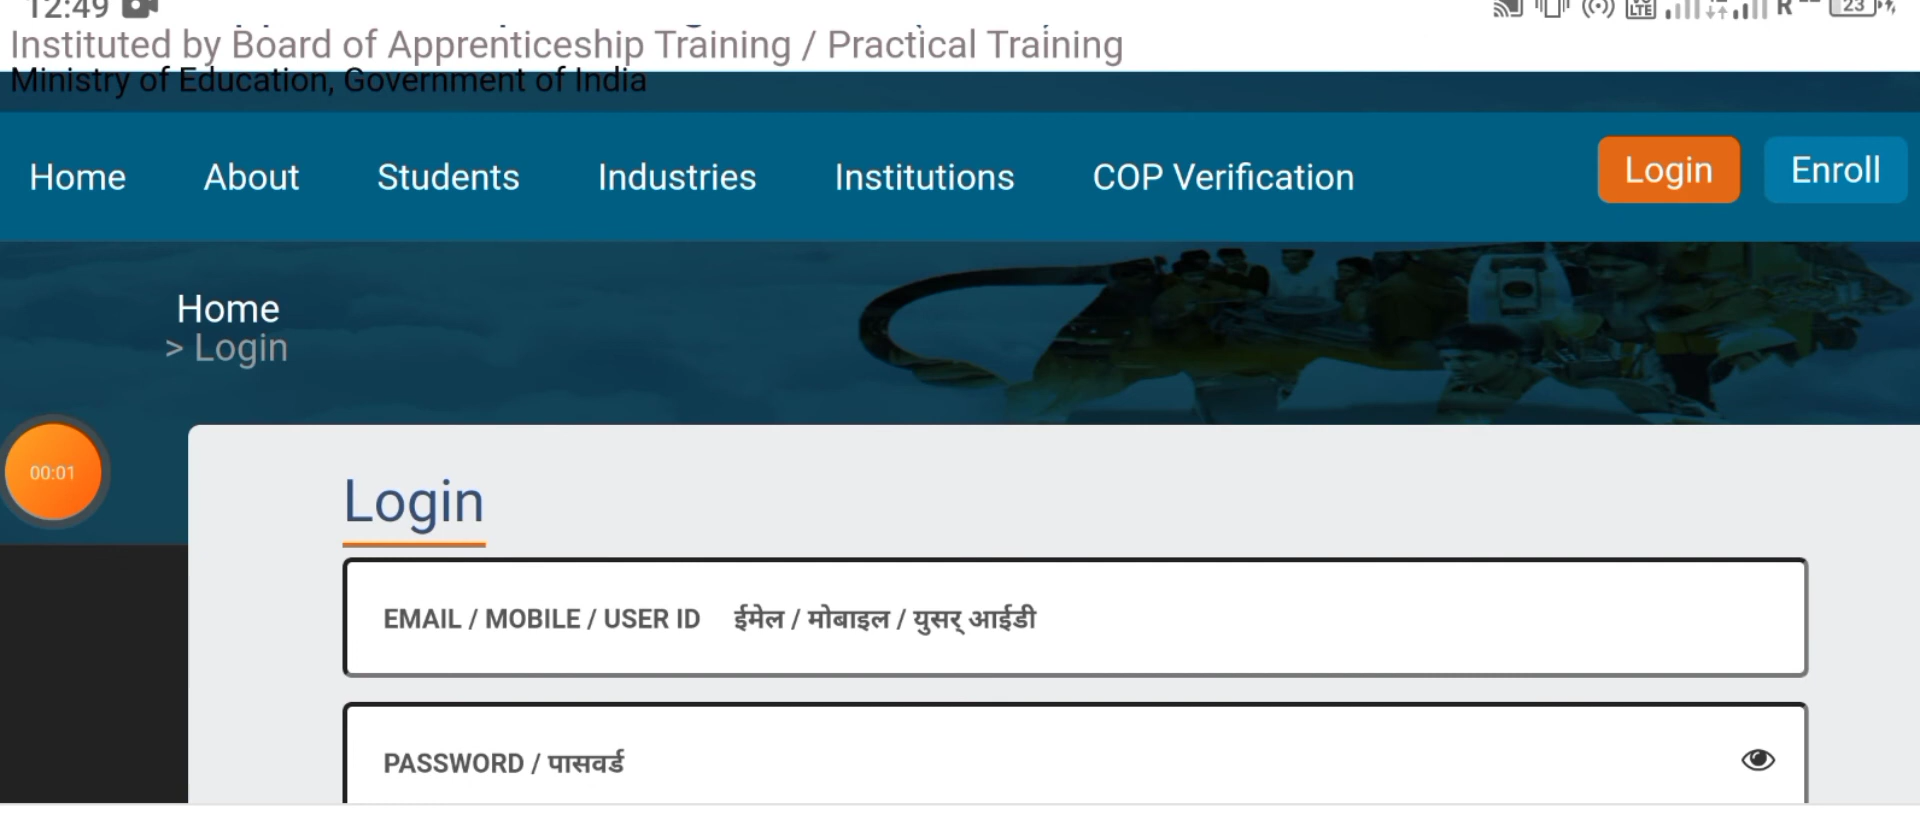 12:49
LTE R 23
Instituted by Board of Apprenticeship Training / Practical Training
Ministry of Education, Government of India
Home About Students Industries Institutions COP Verification Login Enroll
Home
> Login
00:01
Login
EMAIL / MOBILE / USER ID ईमेल / मोबाइल / युसर् आईडी
PASSWORD / पासवर्ड